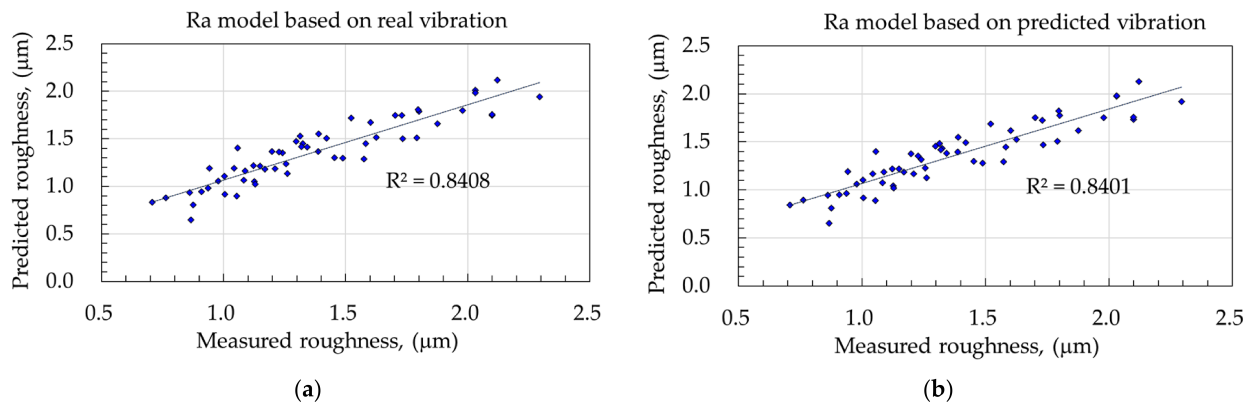 Ra model based on real vibration
(a)
Predicted roughness, (μm)
2.5
2.0
1.5
1.0
0.5
0.0
R² = 0.8408
0.5 1.0 1.5 2.0 2.5
Measured roughness, (μm)
(a)
Ra model based on predicted vibration
(b)
Predicted roughness, (μm)
2.5
2.0
1.5
1.0
0.5
0.0
R² = 0.8401
0.5 1.0 1.5 2.0 2.5
Measured roughness, (μm)
(b)